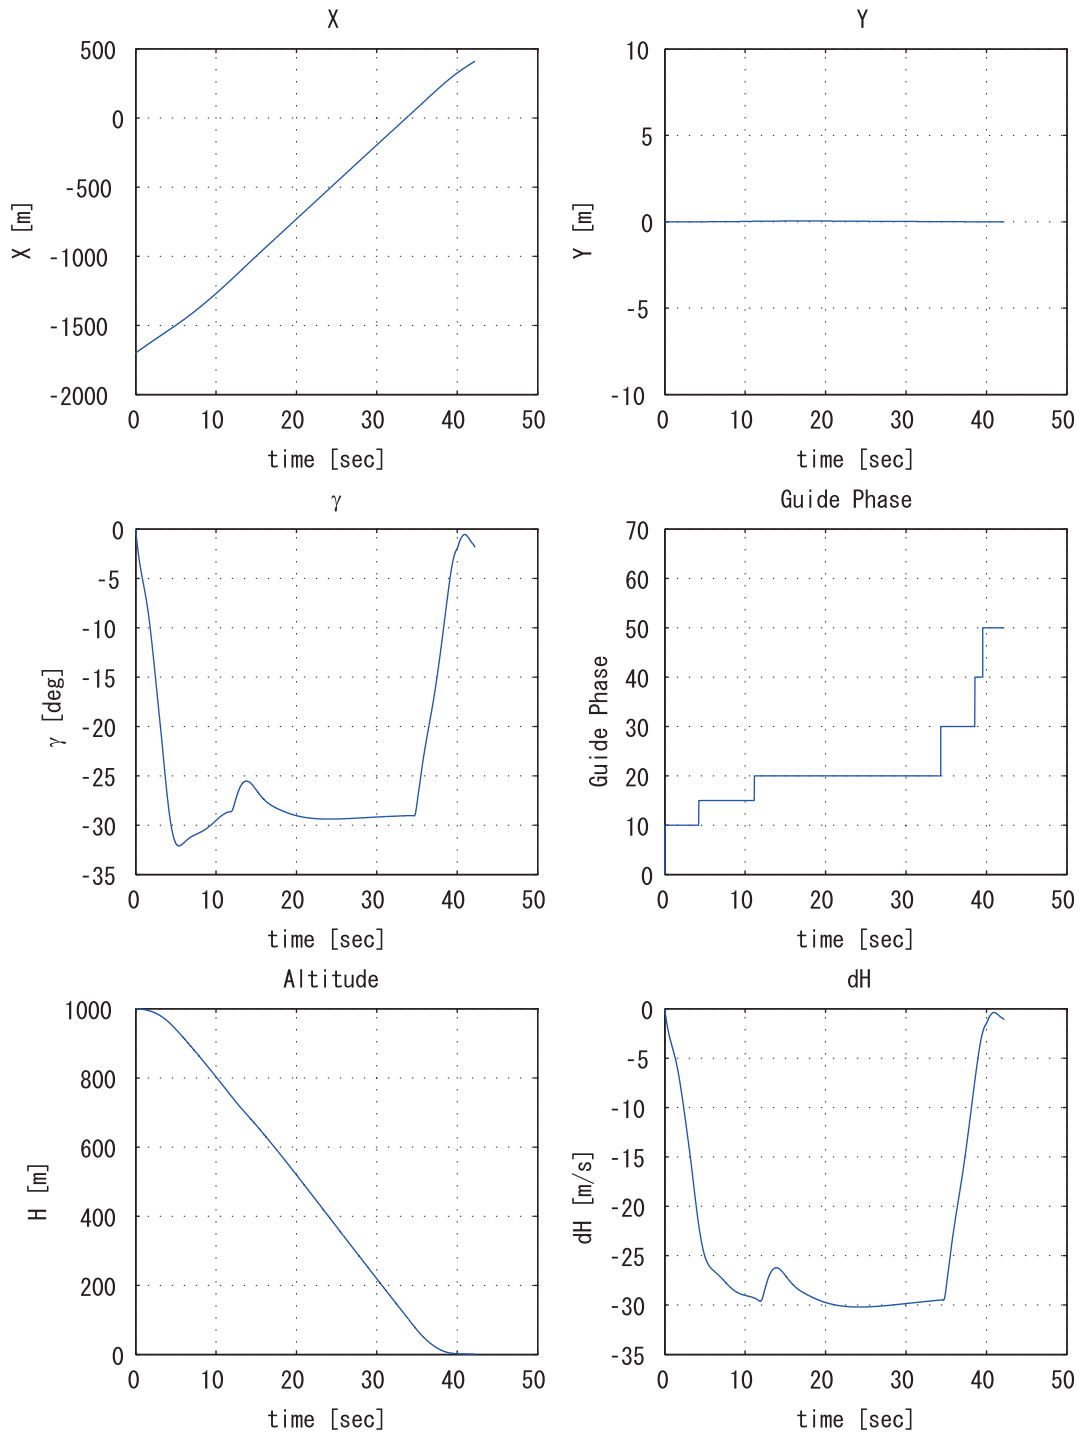 X
500
0
-500
-1000
-1500
-2000
X [m]
0 10 20 30 40 50
time [sec]
Y
10
5
0
-5
-10
Y [m]
0 10 20 30 40 50
time [sec]
γ
0
-5
-10
-15
-20
-25
-30
-35
γ [deg]
0 10 20 30 40 50
time [sec]
Guide Phase
70
60
50
40
30
20
10
0
Guide Phase
0 10 20 30 40 50
time [sec]
Altitude
1000
800
600
400
200
0
H [m]
0 10 20 30 40 50
time [sec]
dH
0
-5
-10
-15
-20
-25
-30
-35
dH [m/s]
0 10 20 30 40 50
time [sec]